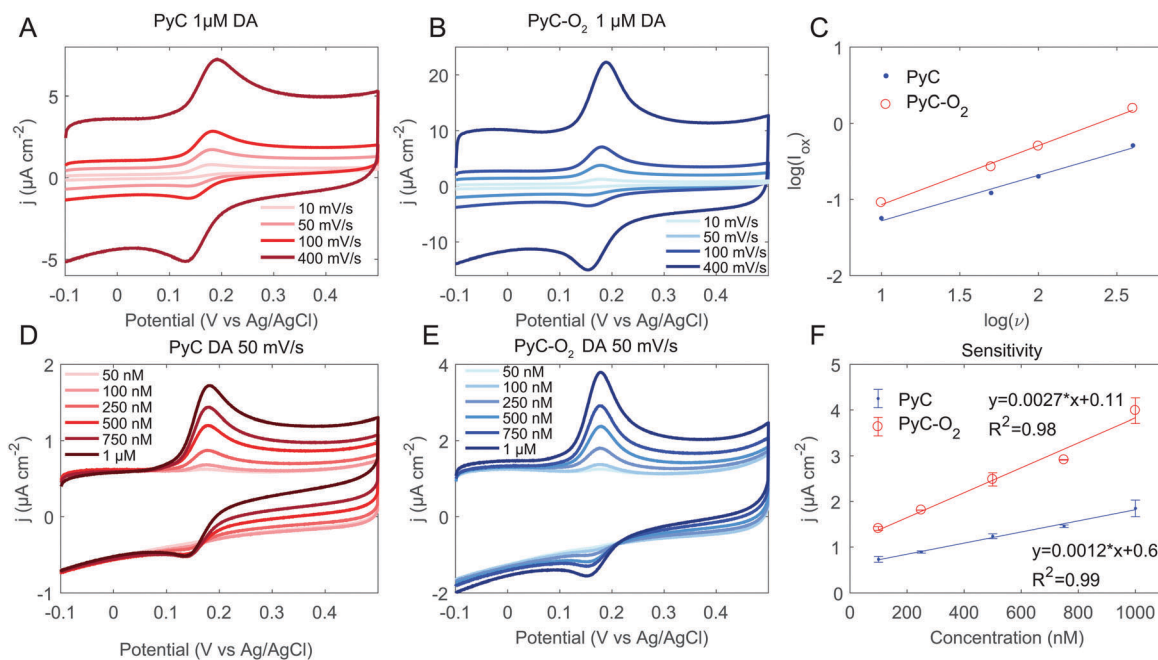 A
PyC 1µM DA
j (µA cm-2)
5
0
-5
10 mV/s
50 mV/s
100 mV/s
400 mV/s
-0.1 0 0.1 0.2 0.3 0.4
Potential (V vs Ag/AgCl)
B
PyC-O2 1 µM DA
j (µA cm-2)
20
10
0
-10
10 mV/s
50 mV/s
100 mV/s
400 mV/s
-0.1 0 0.1 0.2 0.3 0.4
Potential (V vs Ag/AgCl)
C
PyC
PyC-O2
log(Iox)
1
0
-1
-2
1 1.5 2 2.5
log(ν)
D
PyC DA 50 mV/s
j (µA cm-2)
2
1
0
-1
50 nM
100 nM
250 nM
500 nM
750 nM
1 µM
-0.1 0 0.1 0.2 0.3 0.4
Potential (V vs Ag/AgCl)
E
PyC-O2 DA 50 mV/s
j (µA cm-2)
4
2
0
-2
50 nM
100 nM
250 nM
500 nM
750 nM
1 µM
-0.1 0 0.1 0.2 0.3 0.4
Potential (V vs Ag/AgCl)
F
Sensitivity
j (µA cm-2)
5
4
3
2
1
0
PyC
PyC-O2
y=0.0027*x+0.11
R2=0.98
y=0.0012*x+0.6
R2=0.99
0 200 400 600 800 1000
Concentration (nM)